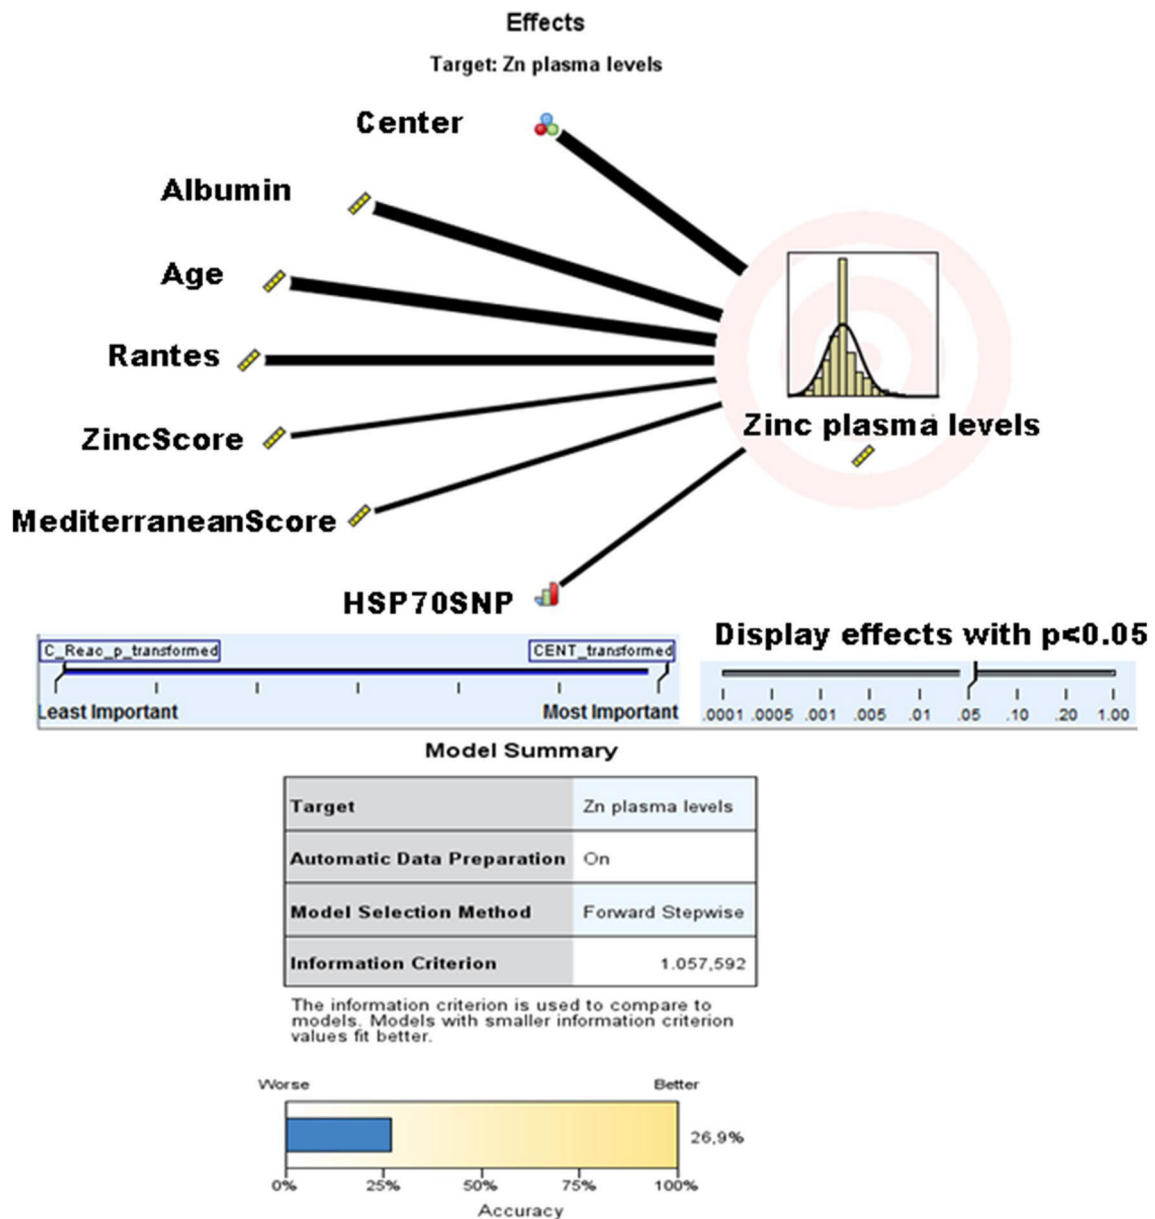 Effects
Target: Zn plasma levels
Center
Albumin
Age
Rantes
ZincScore
MediterraneanScore
HSP70SNP
Zinc plasma levels
C_Reac_p_transformed
CENT_transformed
Least Important
Most Important
Display effects with p<0.05
.0001 .0005 .001 .005 .01 .05 .10 .20 1.00
Model Summary
Target Zn plasma levels
Automatic Data Preparation On
Model Selection Method Forward Stepwise
Information Criterion 1.057,592
The information criterion is used to compare to
models. Models with smaller information criterion
values fit better.
Worse Better
26,9%
0% 25% 50% 75% 100%
Accuracy